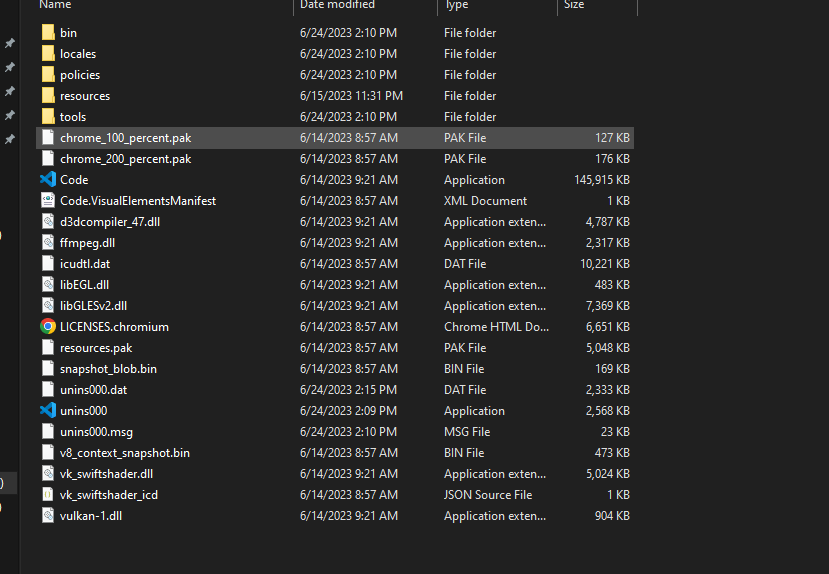 Name Date modified Type Size
bin 6/24/2023 2:10 PM File folder
locales 6/24/2023 2:10 PM File folder
policies 6/24/2023 2:10 PM File folder
resources 6/15/2023 11:31 PM File folder
tools 6/24/2023 2:10 PM File folder
chrome_100_percent.pak 6/14/2023 8:57 AM PAK File 127 KB
chrome_200_percent.pak 6/14/2023 8:57 AM PAK File 176 KB
Code 6/14/2023 9:21 AM Application 145,915 KB
Code.VisualElementsManifest 6/14/2023 8:57 AM XML Document 1 KB
d3dcompiler_47.dll 6/14/2023 9:21 AM Application exten... 4,787 KB
ffmpeg.dll 6/14/2023 9:21 AM Application exten... 2,317 KB
icudtl.dat 6/14/2023 8:57 AM DAT File 10,221 KB
libEGL.dll 6/14/2023 9:21 AM Application exten... 483 KB
libGLESv2.dll 6/14/2023 9:21 AM Application exten... 7,369 KB
LICENSES.chromium 6/14/2023 8:57 AM Chrome HTML Do... 6,651 KB
resources.pak 6/14/2023 8:57 AM PAK File 5,048 KB
snapshot_blob.bin 6/14/2023 8:57 AM BIN File 169 KB
unins000.dat 6/24/2023 2:15 PM DAT File 2,333 KB
unins000 6/24/2023 2:09 PM Application 2,568 KB
unins000.msg 6/24/2023 2:10 PM MSG File 23 KB
v8_context_snapshot.bin 6/14/2023 8:57 AM BIN File 473 KB
vk_swiftshader.dll 6/14/2023 9:21 AM Application exten... 5,024 KB
vk_swiftshader_icd 6/14/2023 8:57 AM JSON Source File 1 KB
vulkan-1.dll 6/14/2023 9:21 AM Application exten... 904 KB